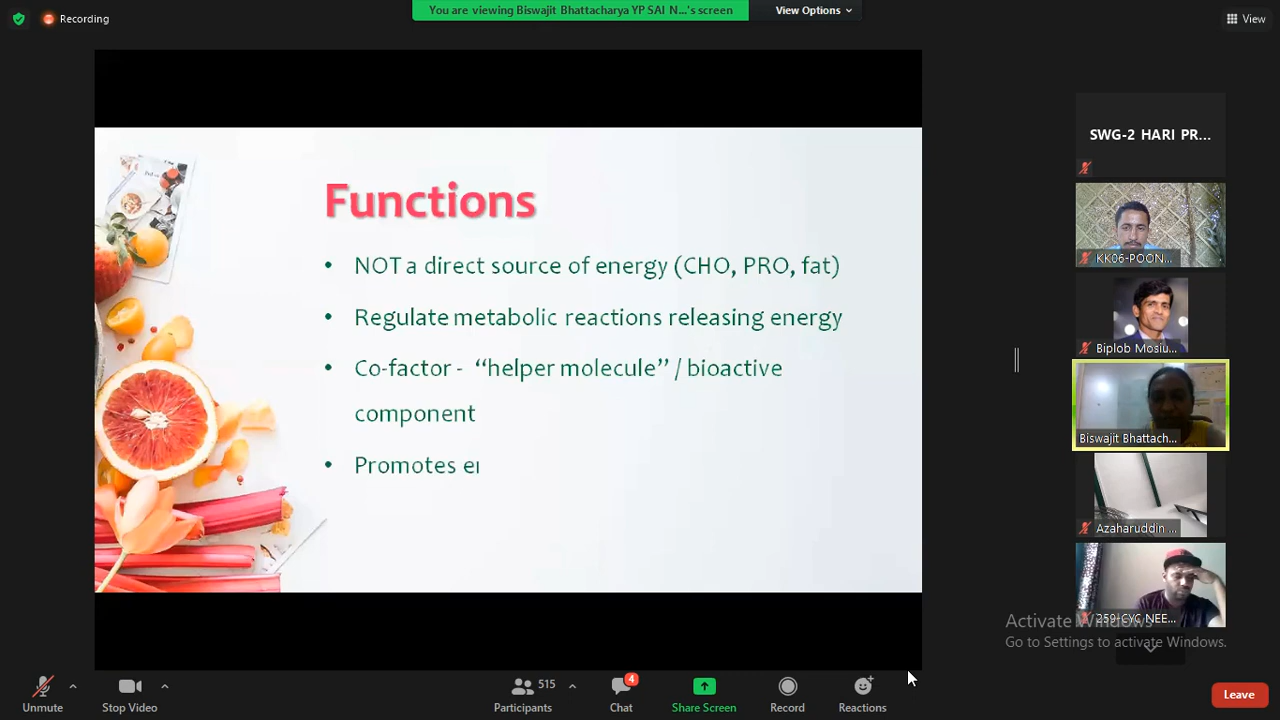 Recording
You are viewing Biswajit Bhattacharya YP SAI N...'s screen
View Options
View
Functions
• NOT a direct source of energy (CHO, PRO, fat)
• Regulate metabolic reactions releasing energy
• Co-factor - “helper molecule” / bioactive
component
• Promotes
SWG-2 HARI PR...
KK06-POON...
Biplob Mosiu...
Biswajit Bhattach...
Azaharuddin ...
259-CYC NEE...
Activate Windows
Go to Settings to activate Windows.
Unmute
Stop Video
515
Participants
4
Chat
Share Screen
Record
Reactions
Leave